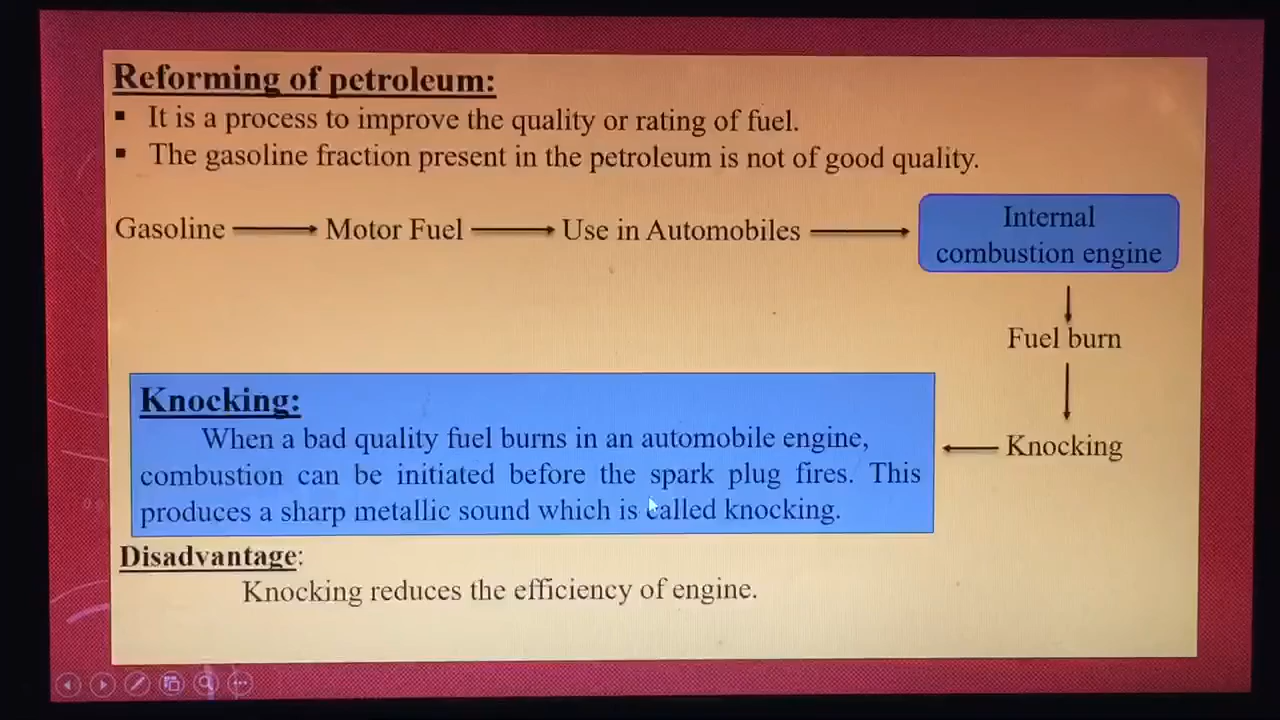 Reforming of petroleum:
▪ It is a process to improve the quality or rating of fuel.
▪ The gasoline fraction present in the petroleum is not of good quality.
Gasoline → Motor Fuel → Use in Automobiles → Internal combustion engine
Fuel burn
Knocking
Knocking:
When a bad quality fuel burns in an automobile engine,
combustion can be initiated before the spark plug fires. This
produces a sharp metallic sound which is called knocking.
Disadvantage:
Knocking reduces the efficiency of engine.